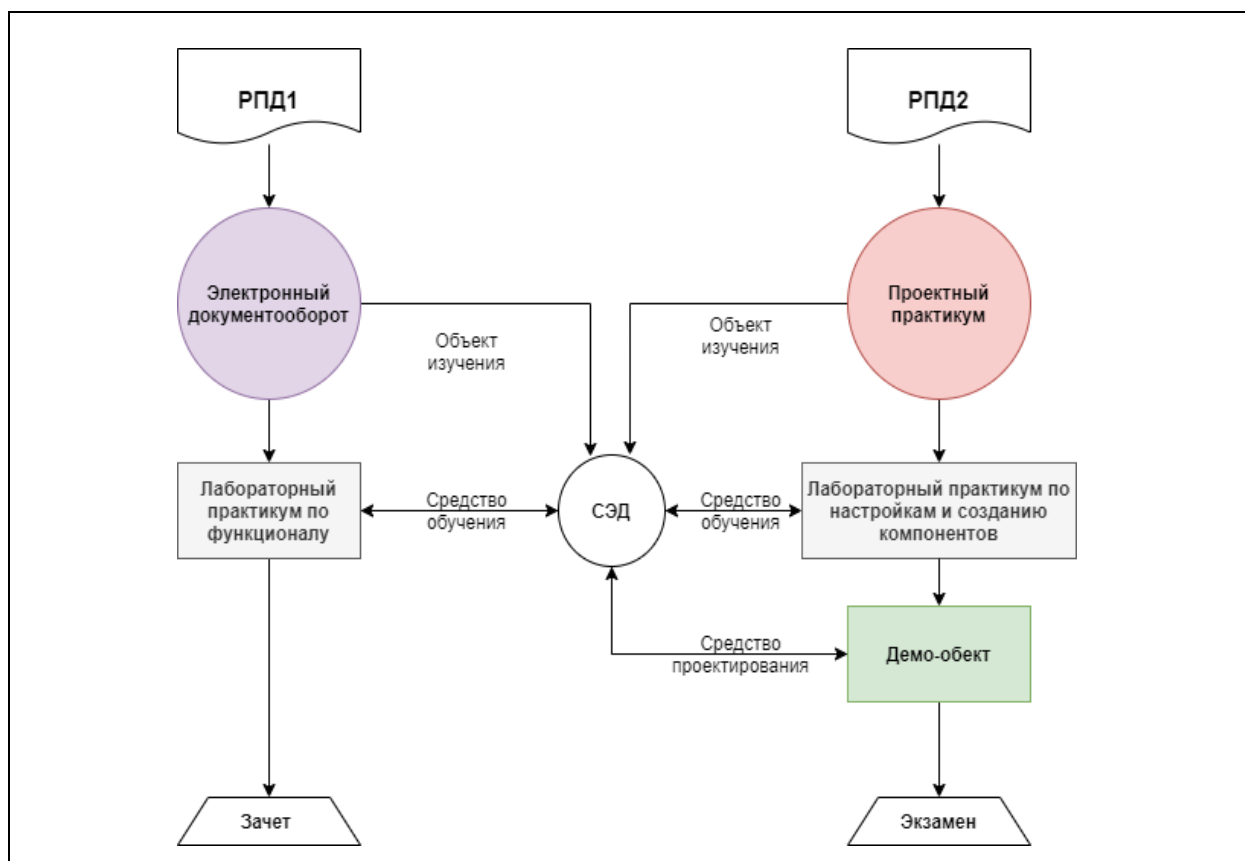 РПД1
РПД2
Электронный
документооборот
Проектный
практикум
Объект
изучения
Объект
изучения
Лабораторный
практикум по
функционалу
Средство
обучения
СЭД
Средство
обучения
Лабораторный практикум по
настройкам и созданию
компонентов
Средство
проектирования
Демо-обект
Зачет
Экзамен